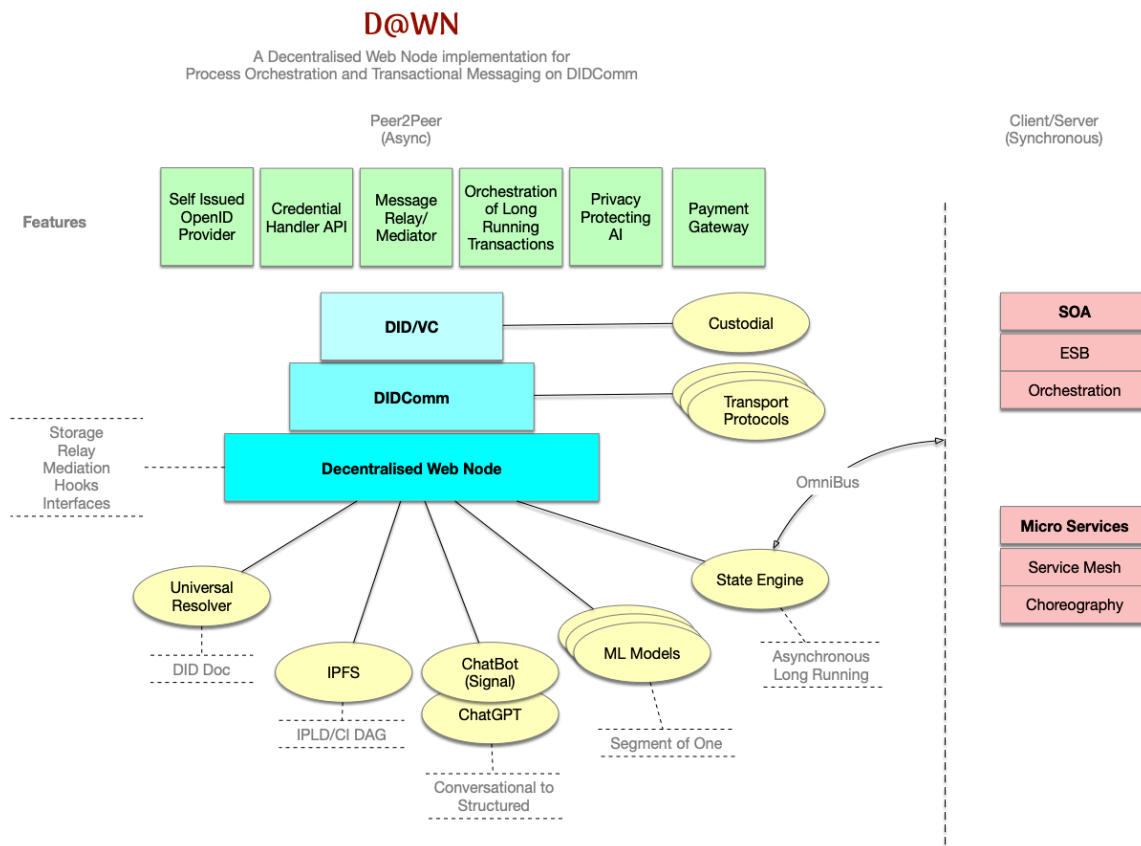 D@WN
A Decentralised Web Node implementation for
Process Orchestration and Transactional Messaging on DIDComm
Peer2Peer
(Async)
Client/Server
(Synchronous)
Features
Self Issued
OpenID
Provider
Credential
Handler API
Message
Relay/
Mediator
Orchestration
of Long
Running
Transactions
Privacy
Protecting
AI
Payment
Gateway
DID/VC
Custodial
DIDComm
Transport
Protocols
Storage
Relay
Mediation
Hooks
Interfaces
Decentralised Web Node
OmniBus
SOA
ESB
Orchestration
Micro Services
Service Mesh
Choreography
Universal
Resolver
DID Doc
IPFS
IPLD/CI DAG
ChatBot
(Signal)
ChatGPT
Conversational to
Structured
ML Models
Segment of One
State Engine
Asynchronous
Long Running